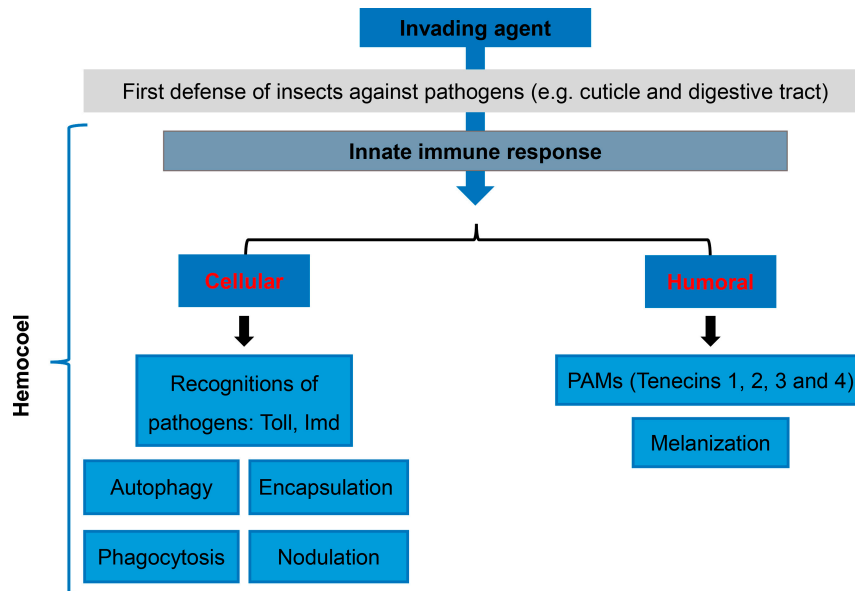 Invading agent
First defense of insects against pathogens (e.g. cuticle and digestive tract)
Innate immune response
Hemocoel
Cellular
Humoral
Recognitions of
pathogens: Toll, Imd
PAMs (Tenecins 1, 2, 3 and 4)
Melanization
Autophagy
Encapsulation
Phagocytosis
Nodulation